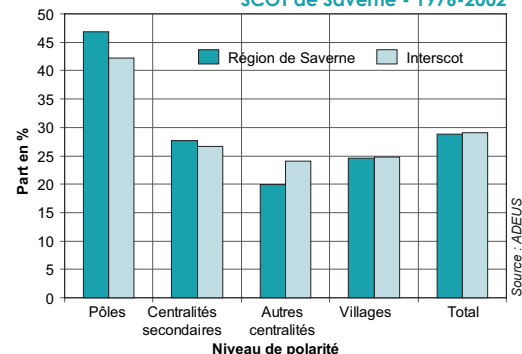 SCOT de Saverne - 1976-2002
50
45
40
35
30
25
20
15
10
5
0
Part en %
Région de Saverne
Interscot
Pôles
Centralités
secondaires
Autres
centralités
Villages
Total
Niveau de polarité
Source : ADEUS